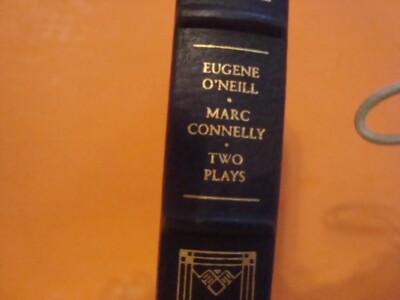 EUGENE
O'NEILL
•
MARC
CONNELLY
•
TWO
PLAYS